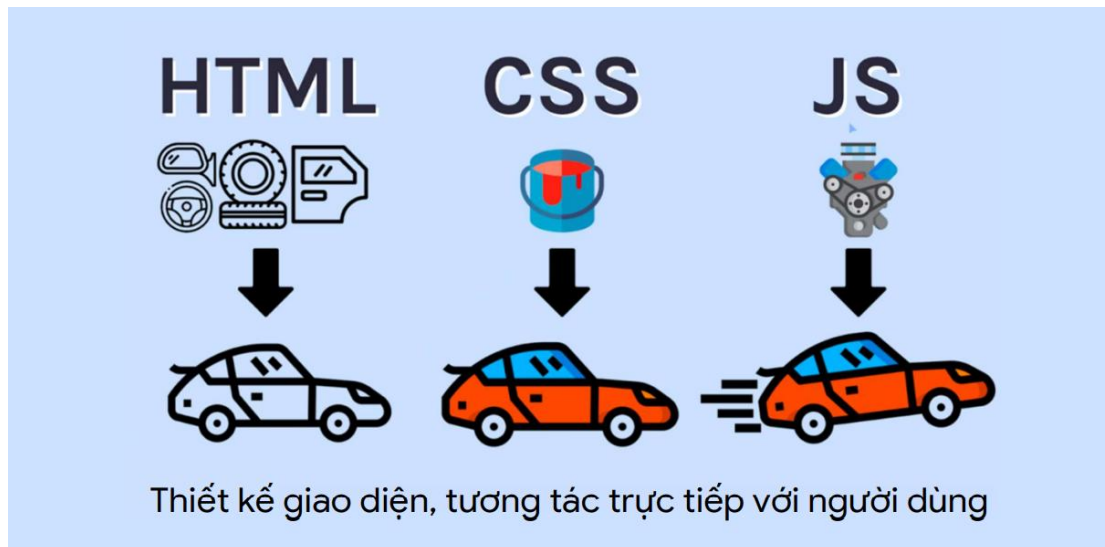 HTML CSS JS
Thiết kế giao diện, tương tác trực tiếp với người dùng